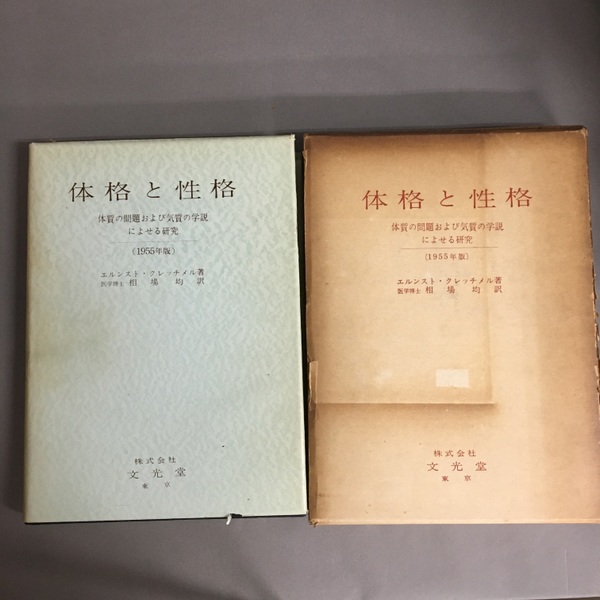 体格と性格
体質の問題および気質の学説
によせる研究
（1955年版）
エルンスト・クレッチメル著
医学博士 相場均訳
株式会社
文光堂
東京
体格と性格
体質の問題および気質の学説
によせる研究
（1955年版）
エルンスト・クレッチメル著
医学博士 相場均訳
株式会社
文光堂
東京